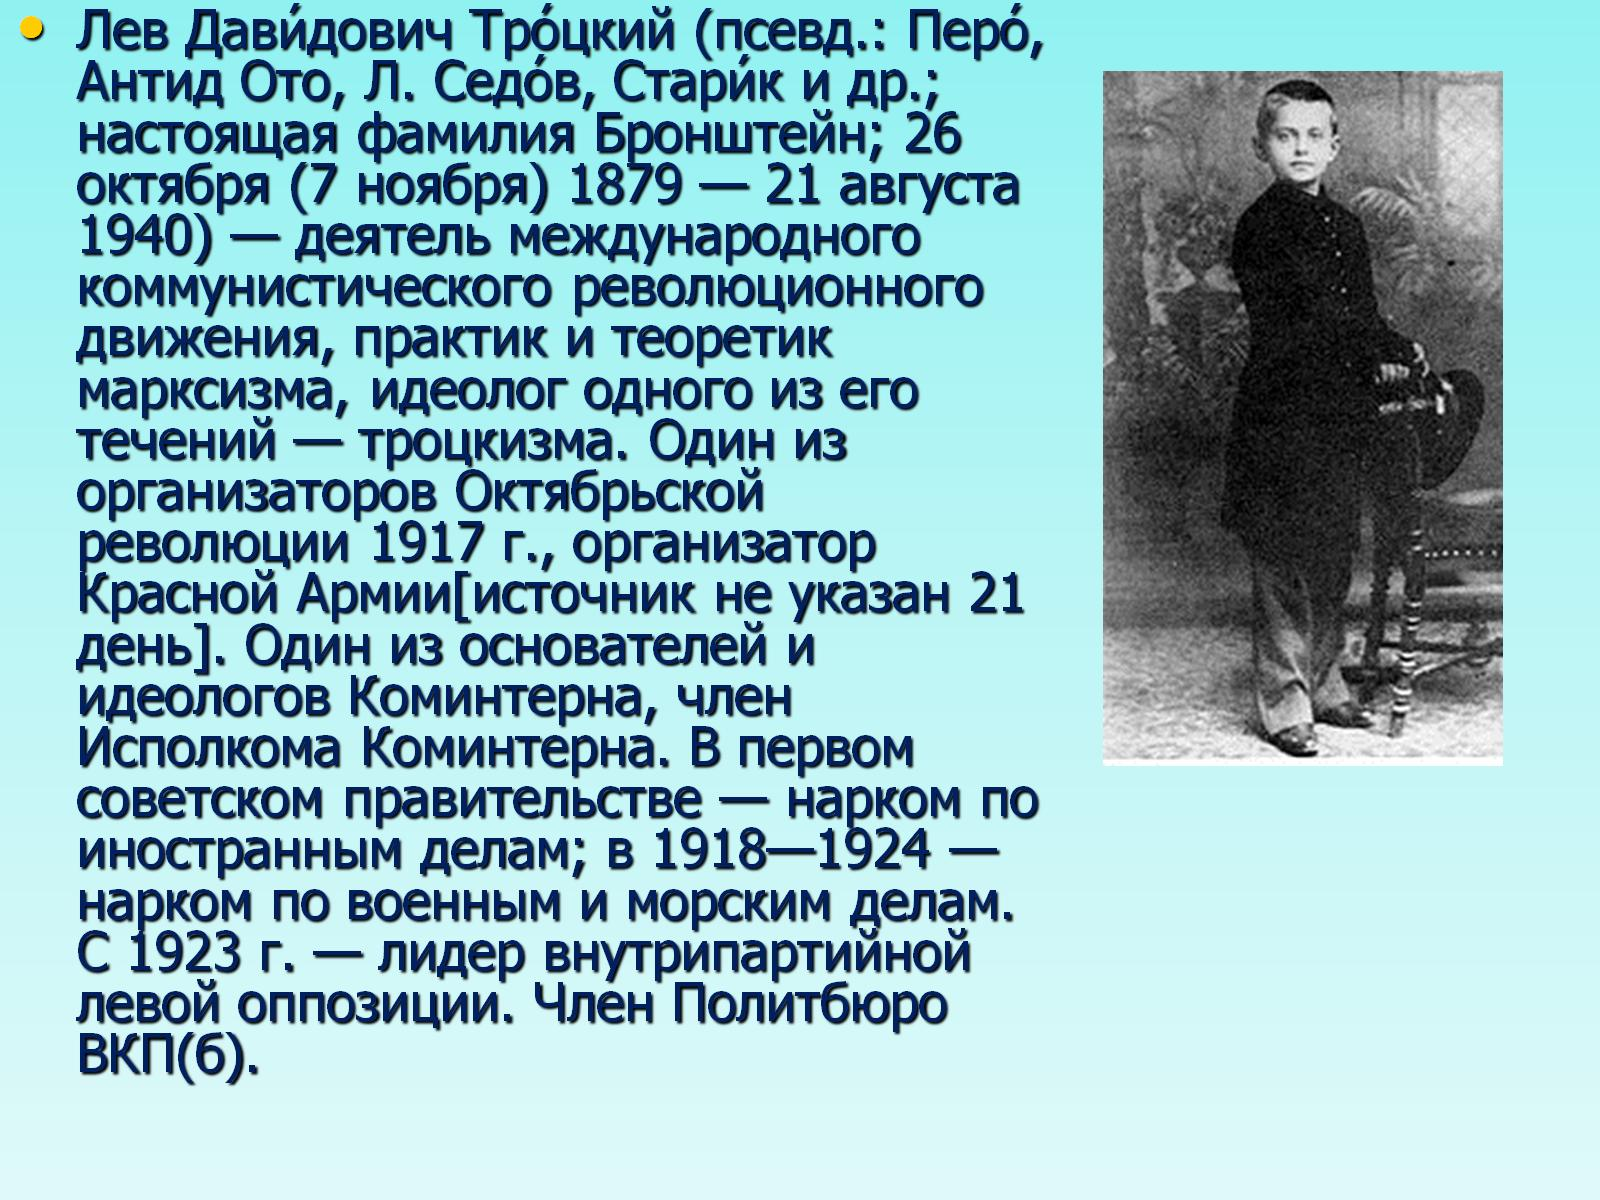 • Лев Дави́дович Тро́цкий (псевд.: Перо́,
Антид Ото, Л. Седо́в, Стари́к и др.;
настоящая фамилия Бронштейн; 26
октября (7 ноября) 1879 — 21 августа
1940) — деятель международного
коммунистического революционного
движения, практик и теоретик
марксизма, идеолог одного из его
течений — троцкизма. Один из
организаторов Октябрьской
революции 1917 г., организатор
Красной Армии[источник не указан 21
день]. Один из основателей и
идеологов Коминтерна, член
Исполкома Коминтерна. В первом
советском правительстве — нарком по
иностранным делам; в 1918—1924 —
нарком по военным и морским делам.
С 1923 г. — лидер внутрипартийной
левой оппозиции. Член Политбюро
ВКП(б).